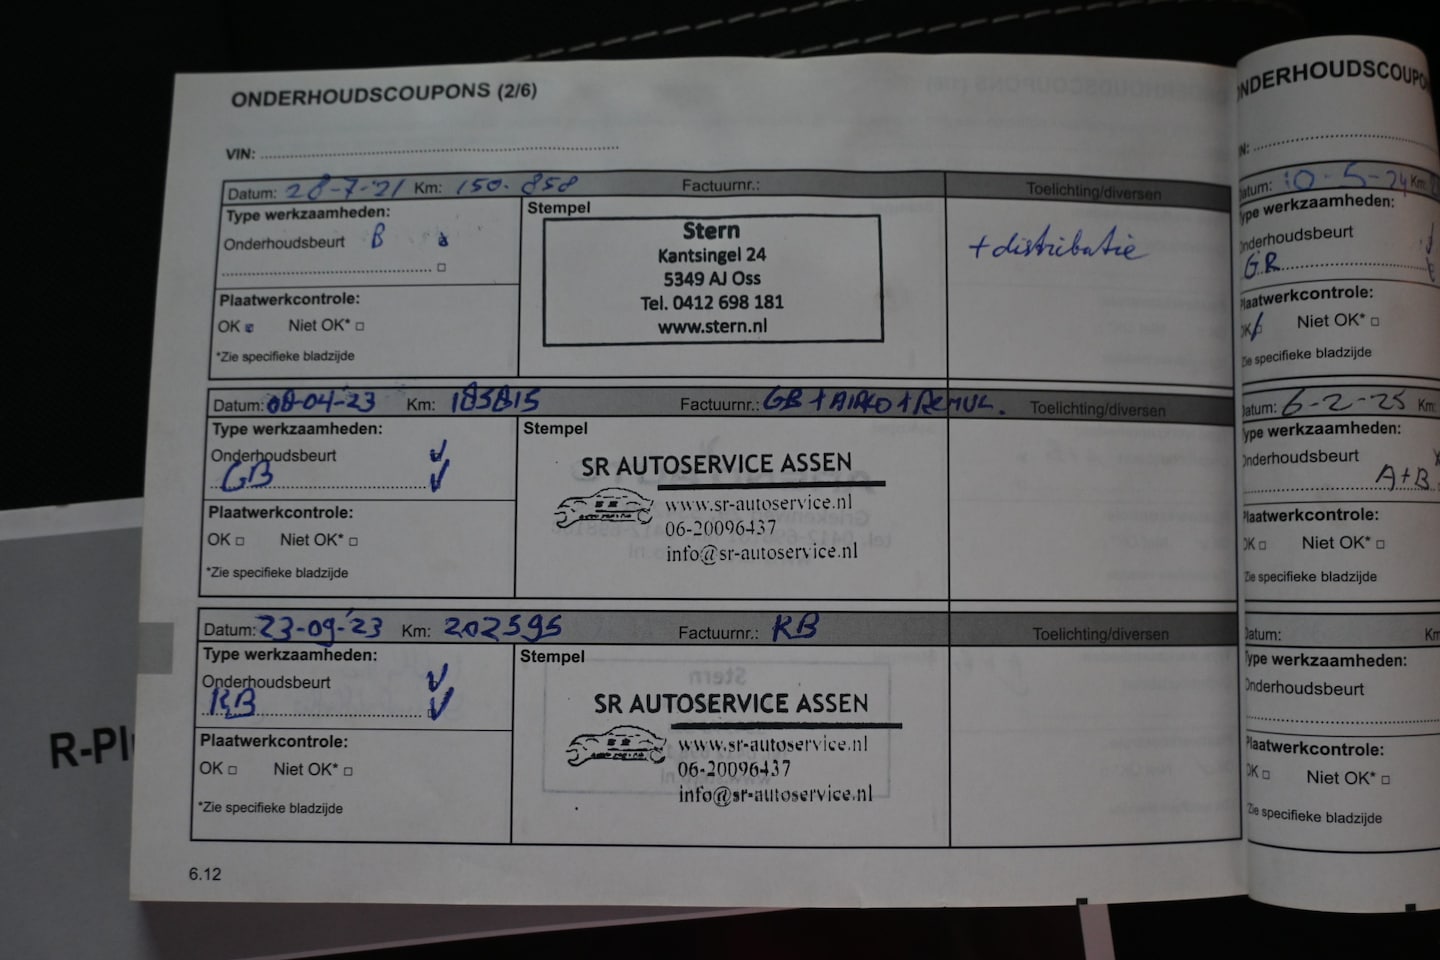 ONDERHOUDSCOUPONS (2/6)
VIN:
Datum: 28-7-'21 Km: 150.858 Factuurnr.: Toelichting/diversen
Type werkzaamheden:
Onderhoudsbeurt B
Plaatwerkcontrole:
OK Niet OK*
*Zie specifieke bladzijde
Stempel
Stern
Kantsingel 24
5349 AJ Oss
Tel. 0412 698 181
www.stern.nl
+ distributie
Datum: 08-04-'23 Km: 185815 Factuurnr.: GB + AIRCO + REMVL. Toelichting/diversen
Type werkzaamheden:
Onderhoudsbeurt
GB
Plaatwerkcontrole:
OK Niet OK*
*Zie specifieke bladzijde
Stempel
SR AUTOSERVICE ASSEN
www.sr-autoservice.nl
06-20096437
info@sr-autoservice.nl
Datum: 23-09-'23 Km: 202595 Factuurnr.: KB Toelichting/diversen
Type werkzaamheden:
Onderhoudsbeurt
KB
Plaatwerkcontrole:
OK Niet OK*
*Zie specifieke bladzijde
Stempel
SR AUTOSERVICE ASSEN
www.sr-autoservice.nl
06-20096437
info@sr-autoservice.nl
6.12
ONDERHOUDSCOUPO
IN:
Datum: 10-5-24 Km:
Type werkzaamheden:
Onderhoudsbeurt
GR
Plaatwerkcontrole:
OK Niet OK*
Zie specifieke bladzijde
Datum: 6-2-25 Km:
Type werkzaamheden:
Onderhoudsbeurt
A+B
Plaatwerkcontrole:
OK Niet OK*
Zie specifieke bladzijde
Datum: Km
Type werkzaamheden:
Onderhoudsbeurt
Plaatwerkcontrole:
OK Niet OK*
*Zie specifieke bladzijde
R-Pl